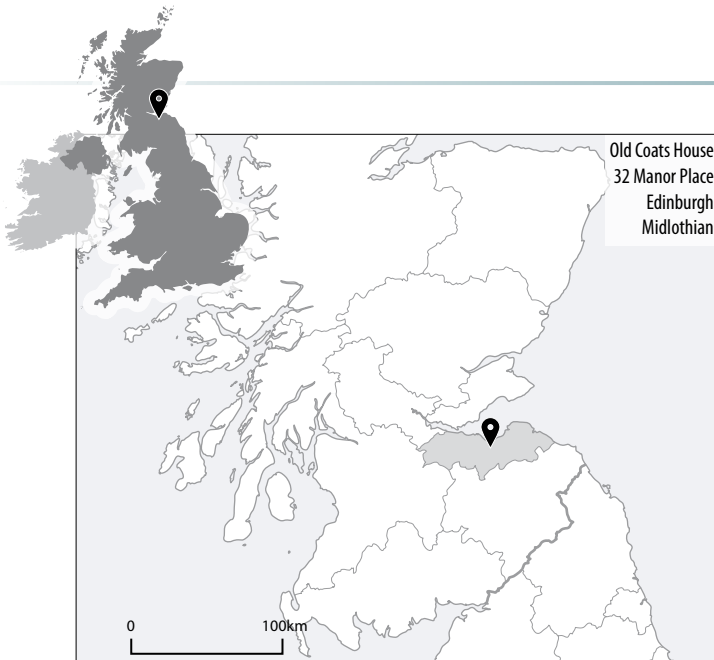 Old Coats House
32 Manor Place
Edinburgh
Midlothian
0 100km